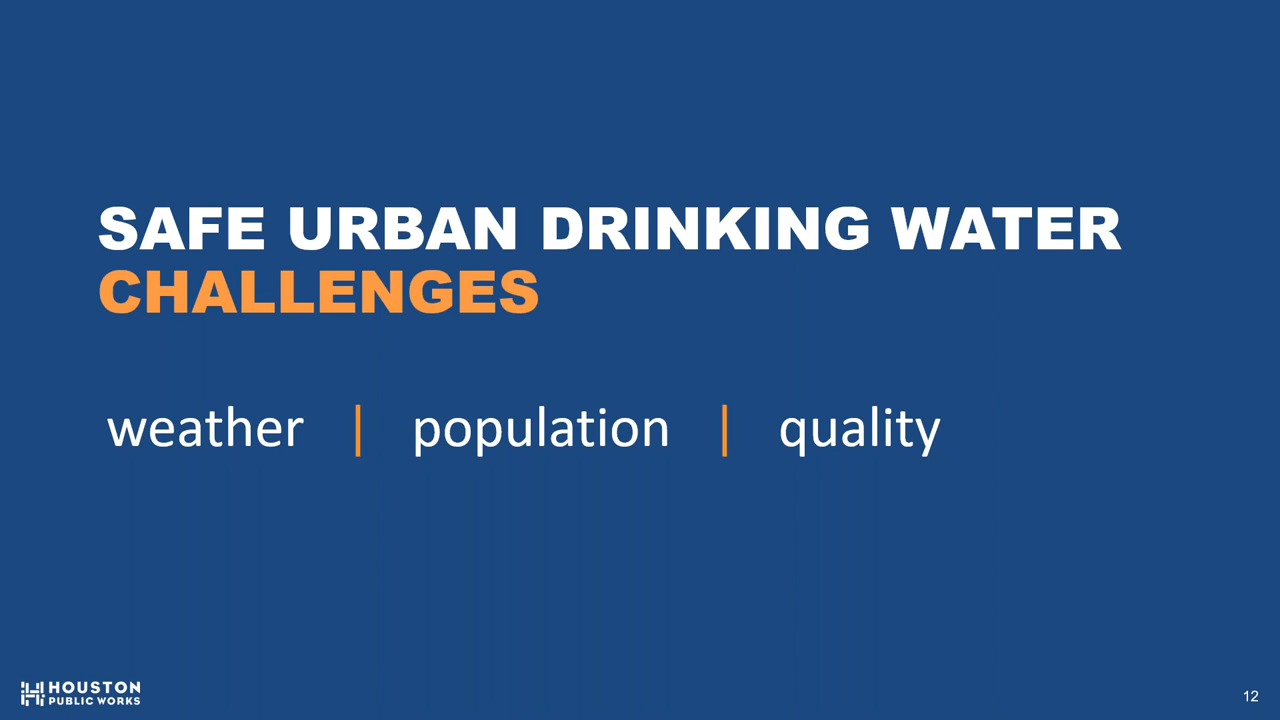 SAFE URBAN DRINKING WATER
CHALLENGES
weather | population | quality
HOUSTON
PUBLIC WORKS
12